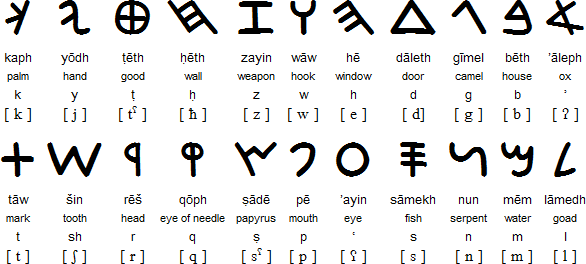 𐤀 𐤁 𐤂 𐤃 𐤄 𐤅 𐤆 𐤇 𐤈 𐤉 𐤊
kaph yōdh ṭēth ḥēth zayin wāw hē dāleth gīmel bēth 'āleph
palm hand good wall weapon hook window door camel house ox
k y ṭ ḥ z w h d g b ʾ
[ k ] [ j ] [ tˤ ] [ ħ ] [ z ] [ w ] [ e ] [ d] [ g ] [ b ] [ ʔ ]
𐤋 𐤌 𐤍 𐤎 𐤏 𐤐 𐤑 𐤒 𐤓 𐤔 𐤕
tāw šin rēš qōph ṣādē pē 'ayin sāmekh nun mēm lāmedh
mark tooth head eye of needle papyrus mouth eye fish serpent water goad
t sh r q ṣ p ʿ s n m l
[ t ] [ ʃ ] [ r ] [ q ] [ sˤ ] [ p ] [ ʕ ] [ s ] [ n ] [ m ] [ l ]